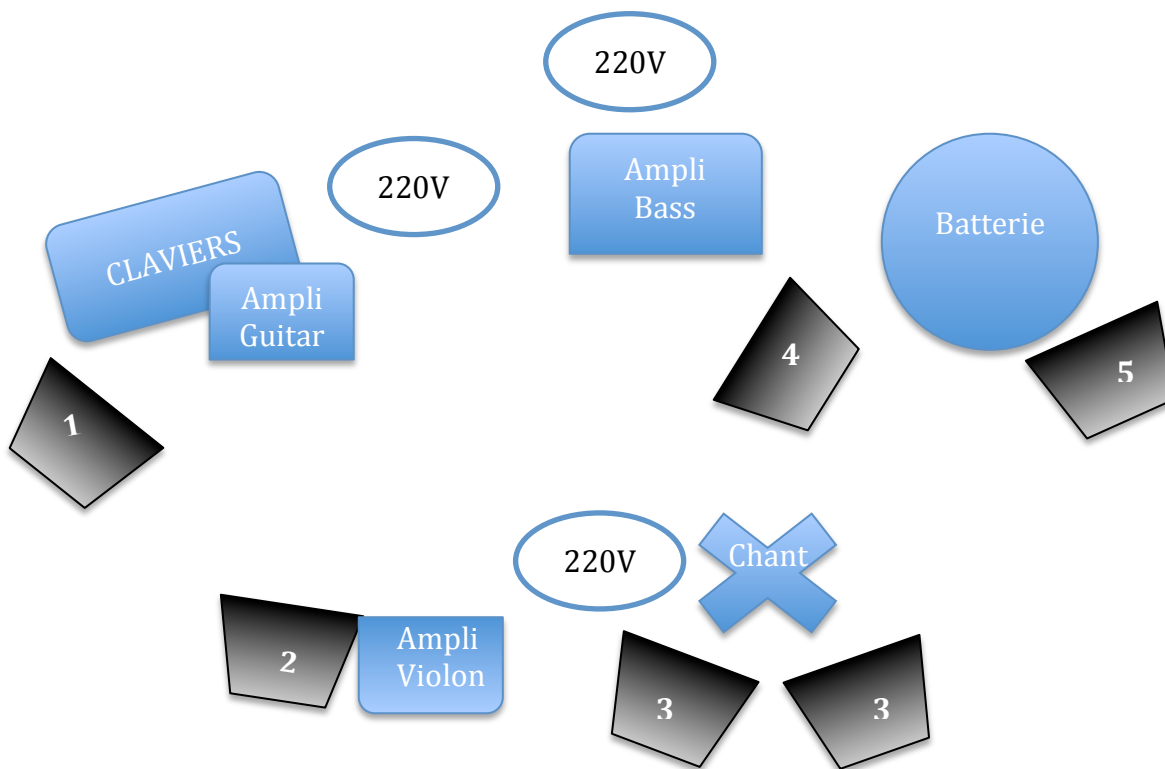 220V
220V
Ampli
Bass
Batterie
CLAVIERS
Ampli
Guitar
4
5
1
220V
Chant
2
Ampli
Violon
3
3